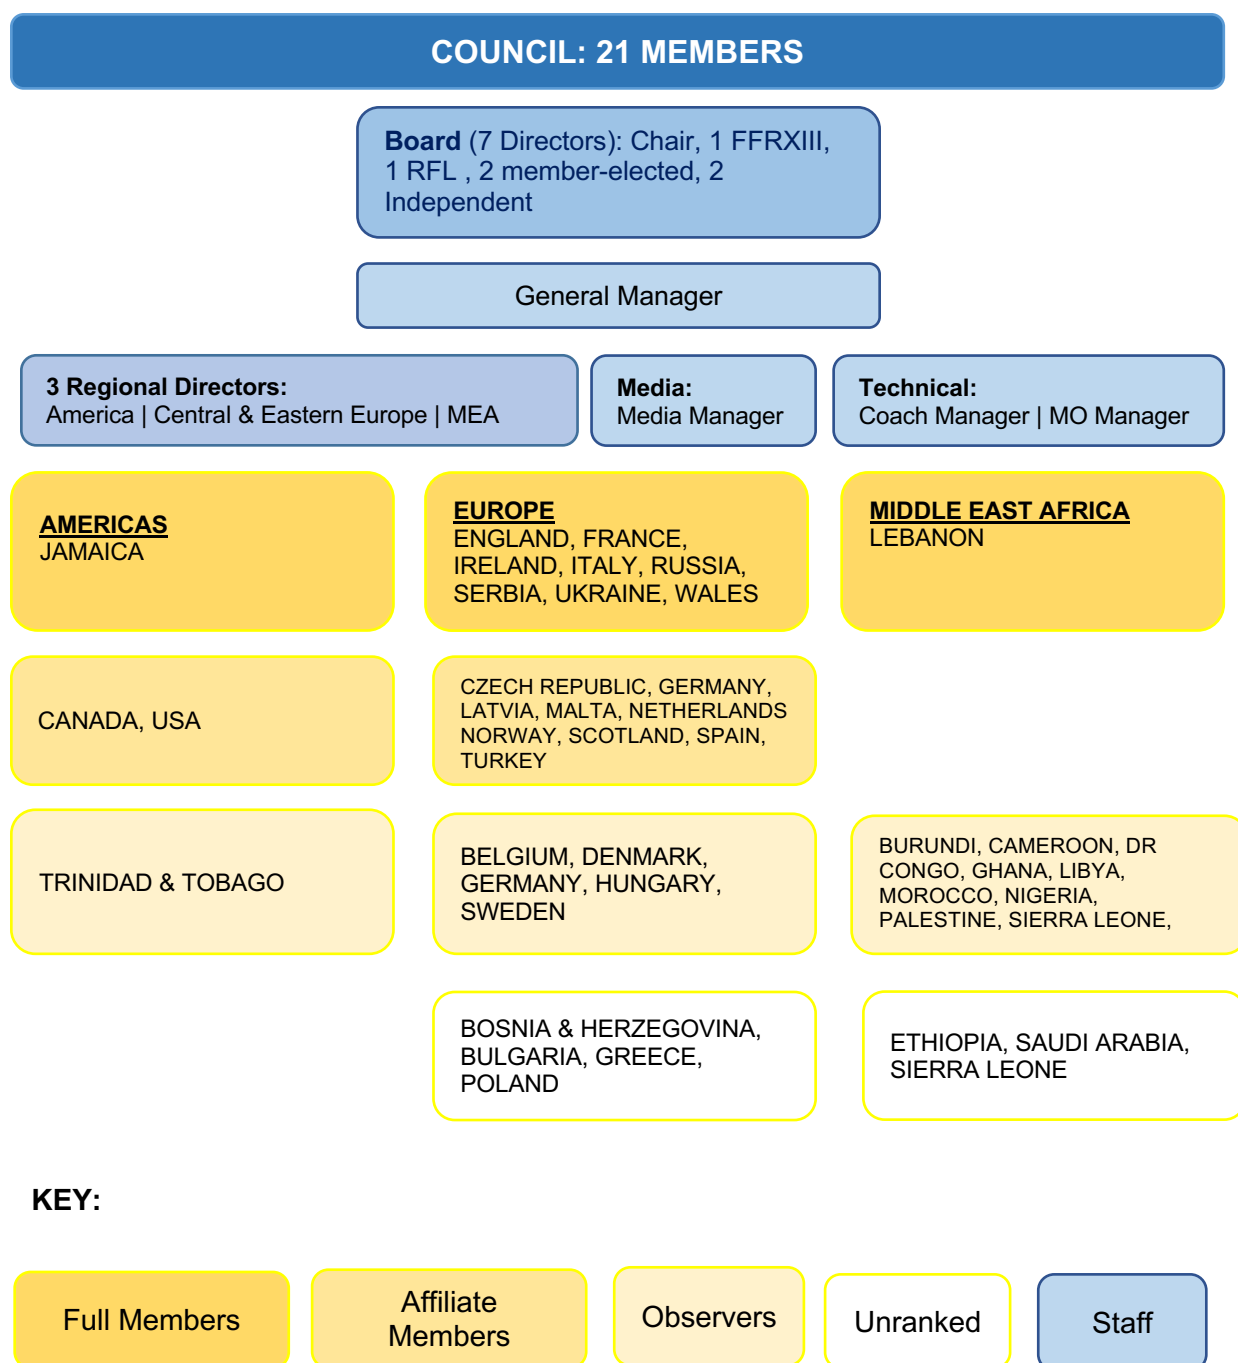 COUNCIL: 21 MEMBERS
Board (7 Directors): Chair, 1 FFRXIII,
1 RFL , 2 member-elected, 2
Independent
General Manager
3 Regional Directors:
America | Central & Eastern Europe | MEA
Media:
Media Manager
Technical:
Coach Manager | MO Manager
AMERICAS
JAMAICA
EUROPE
ENGLAND, FRANCE,
IRELAND, ITALY, RUSSIA,
SERBIA, UKRAINE, WALES
MIDDLE EAST AFRICA
LEBANON
CANADA, USA
CZECH REPUBLIC, GERMANY,
LATVIA, MALTA, NETHERLANDS
NORWAY, SCOTLAND, SPAIN,
TURKEY
TRINIDAD & TOBAGO
BELGIUM, DENMARK,
GERMANY, HUNGARY,
SWEDEN
BURUNDI, CAMEROON, DR
CONGO, GHANA, LIBYA,
MOROCCO, NIGERIA,
PALESTINE, SIERRA LEONE,
BOSNIA & HERZEGOVINA,
BULGARIA, GREECE,
POLAND
ETHIOPIA, SAUDI ARABIA,
SIERRA LEONE
KEY:
Full Members
Affiliate
Members
Observers
Unranked
Staff